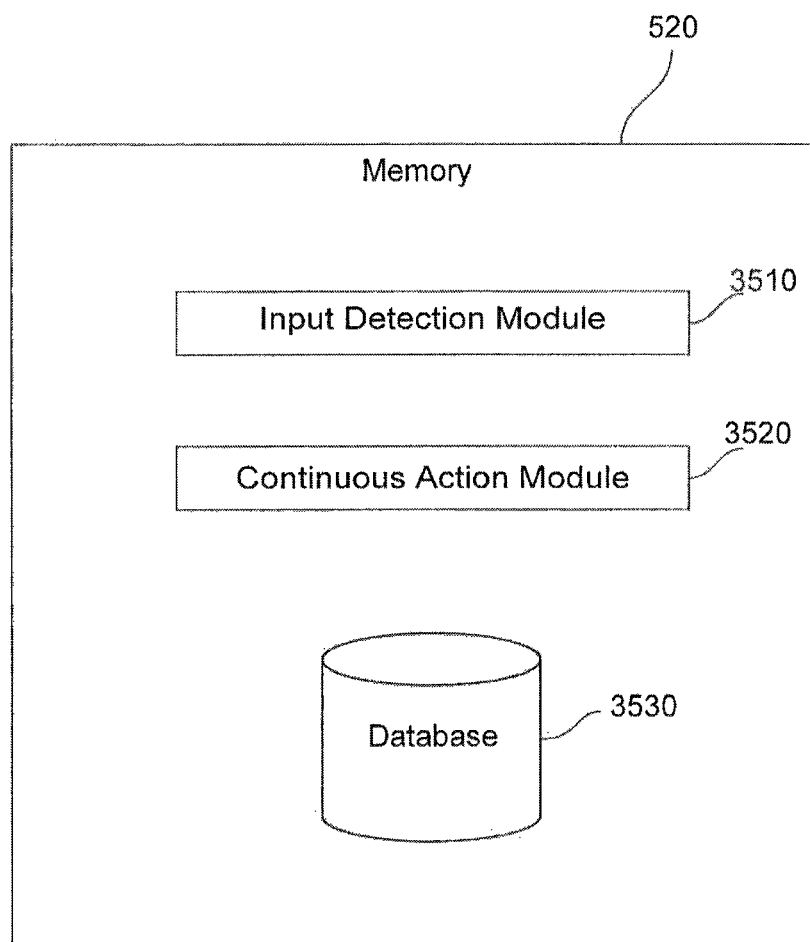 520
Memory
3510
Input Detection Module
3520
Continuous Action Module
3530
Database